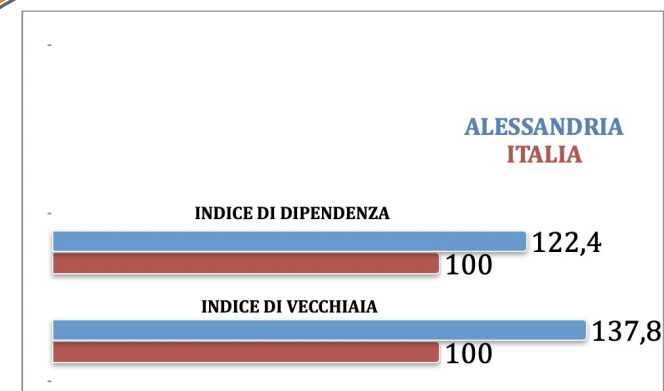 ALESSANDRIA
ITALIA
INDICE DI DIPENDENZA
122,4
100
INDICE DI VECCHIAIA
137,8
100